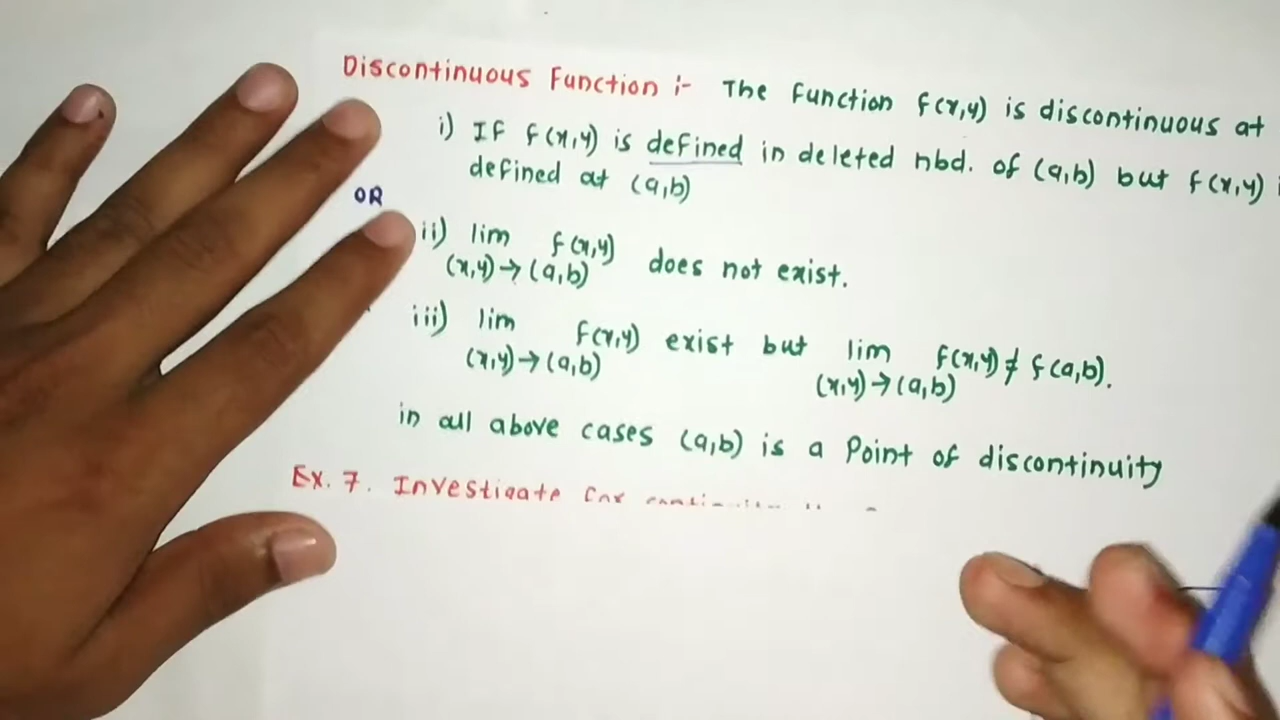 Discontinuous Function :- The function f(x,y) is discontinuous at
i) If f(x,y) is defined in deleted nbd. of (a,b) but f(x,y)
defined at (a,b)
OR
ii) lim f(x,y) does not exist.
(x,y)→(a,b)
iii) lim f(x,y) exist but lim f(x,y) ≠ f(a,b).
(x,y)→(a,b) (x,y)→(a,b)
in all above cases (a,b) is a Point of discontinuity
Ex. 7. Investigate for